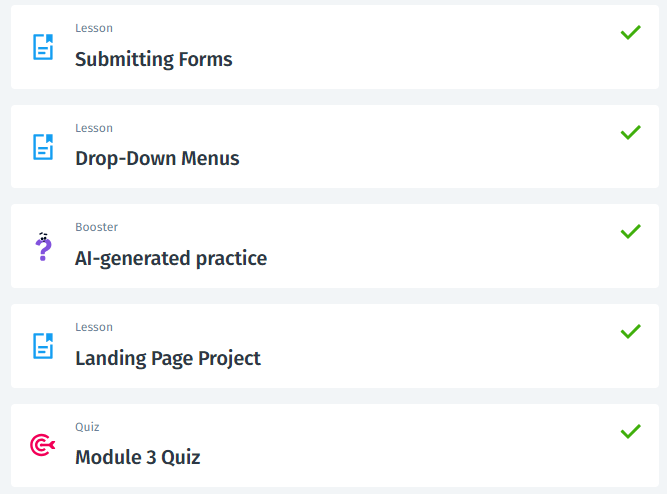 Lesson
Submitting Forms
Lesson
Drop-Down Menus
Booster
AI-generated practice
Lesson
Landing Page Project
Quiz
Module 3 Quiz